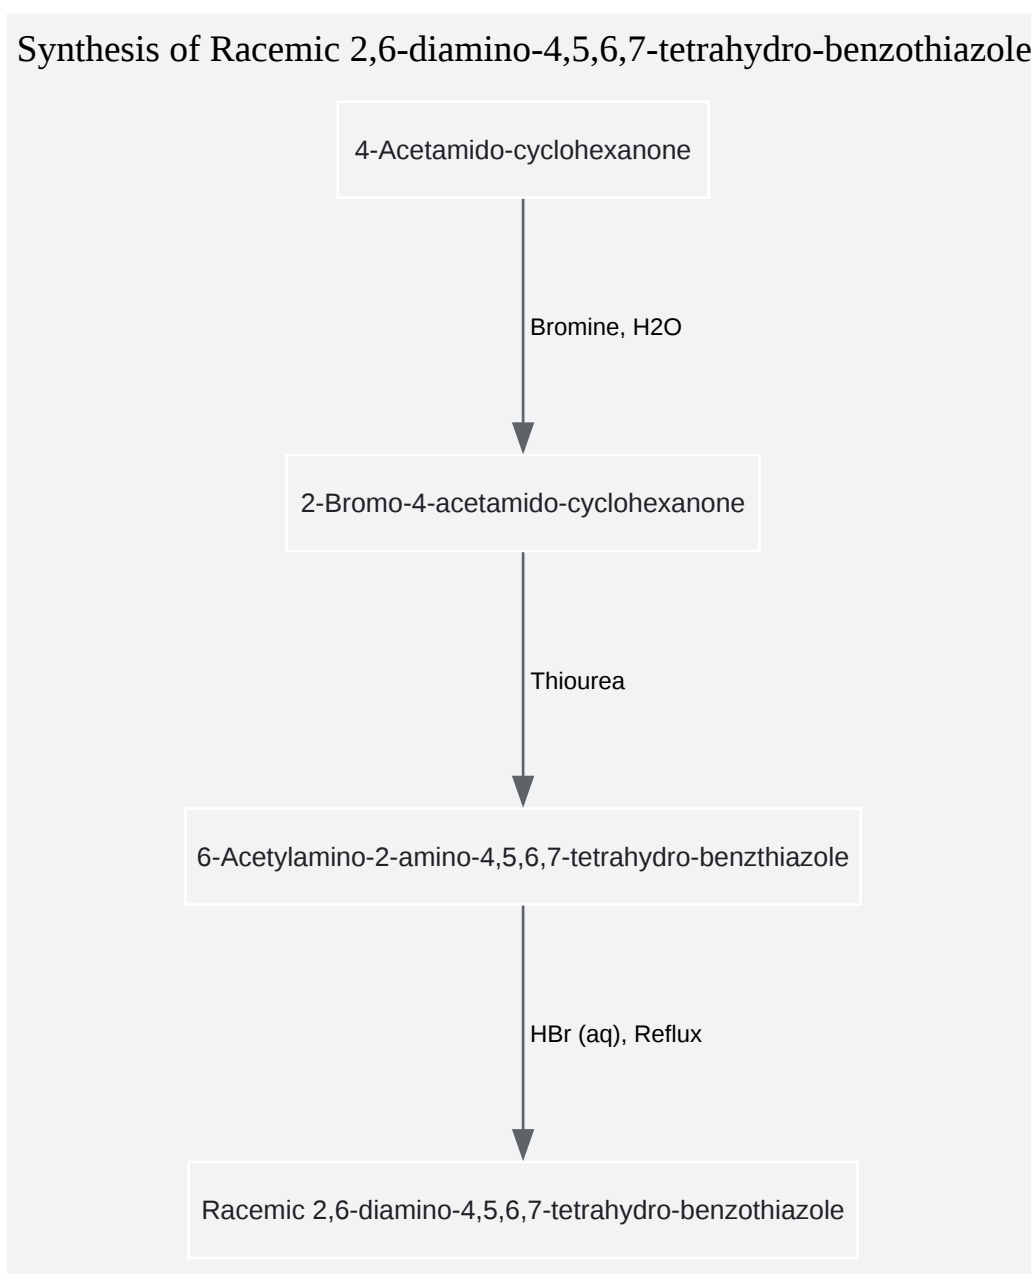 Synthesis of Racemic 2,6-diamino-4,5,6,7-tetrahydro-benzothiazole
4-Acetamido-cyclohexanone
Bromine, H2O
2-Bromo-4-acetamido-cyclohexanone
Thiourea
6-Acetylamino-2-amino-4,5,6,7-tetrahydro-benzthiazole
HBr (aq), Reflux
Racemic 2,6-diamino-4,5,6,7-tetrahydro-benzothiazole